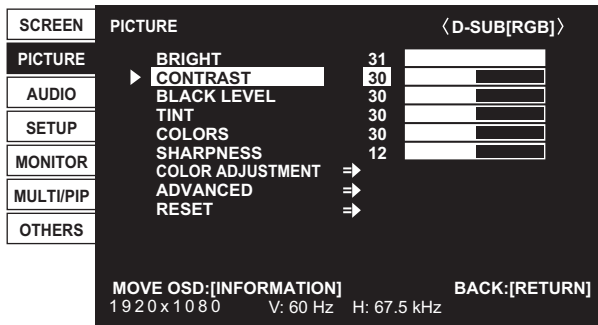 SCREEN
PICTURE
AUDIO
SETUP
MONITOR
MULTI/PIP
OTHERS
PICTURE 〈D-SUB[RGB]〉
BRIGHT 31
CONTRAST 30
BLACK LEVEL 30
TINT 30
COLORS 30
SHARPNESS 12
COLOR ADJUSTMENT
ADVANCED
RESET
MOVE OSD:[INFORMATION] BACK:[RETURN]
1920x1080 V: 60 Hz H: 67.5 kHz